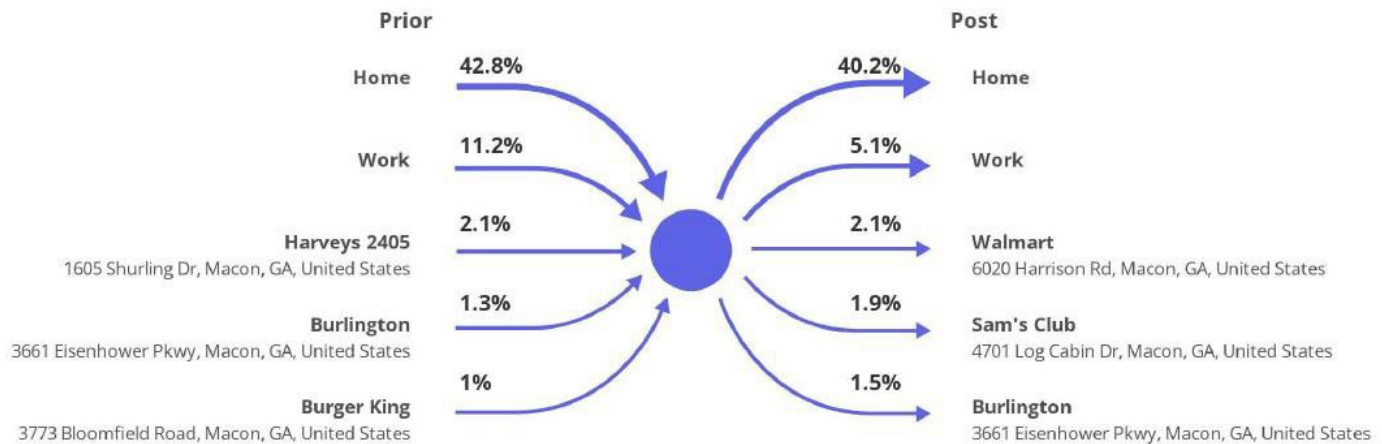 Prior
Post
Home
42.8%
40.2%
Home
Work
11.2%
5.1%
Work
Harveys 2405
1605 Shurling Dr, Macon, GA, United States
2.1%
2.1%
Walmart
6020 Harrison Rd, Macon, GA, United States
Burlington
3661 Eisenhower Pkwy, Macon, GA, United States
1.3%
1.9%
Sam's Club
4701 Log Cabin Dr, Macon, GA, United States
Burger King
3773 Bloomfield Road, Macon, GA, United States
1%
1.5%
Burlington
3661 Eisenhower Pkwy, Macon, GA, United States